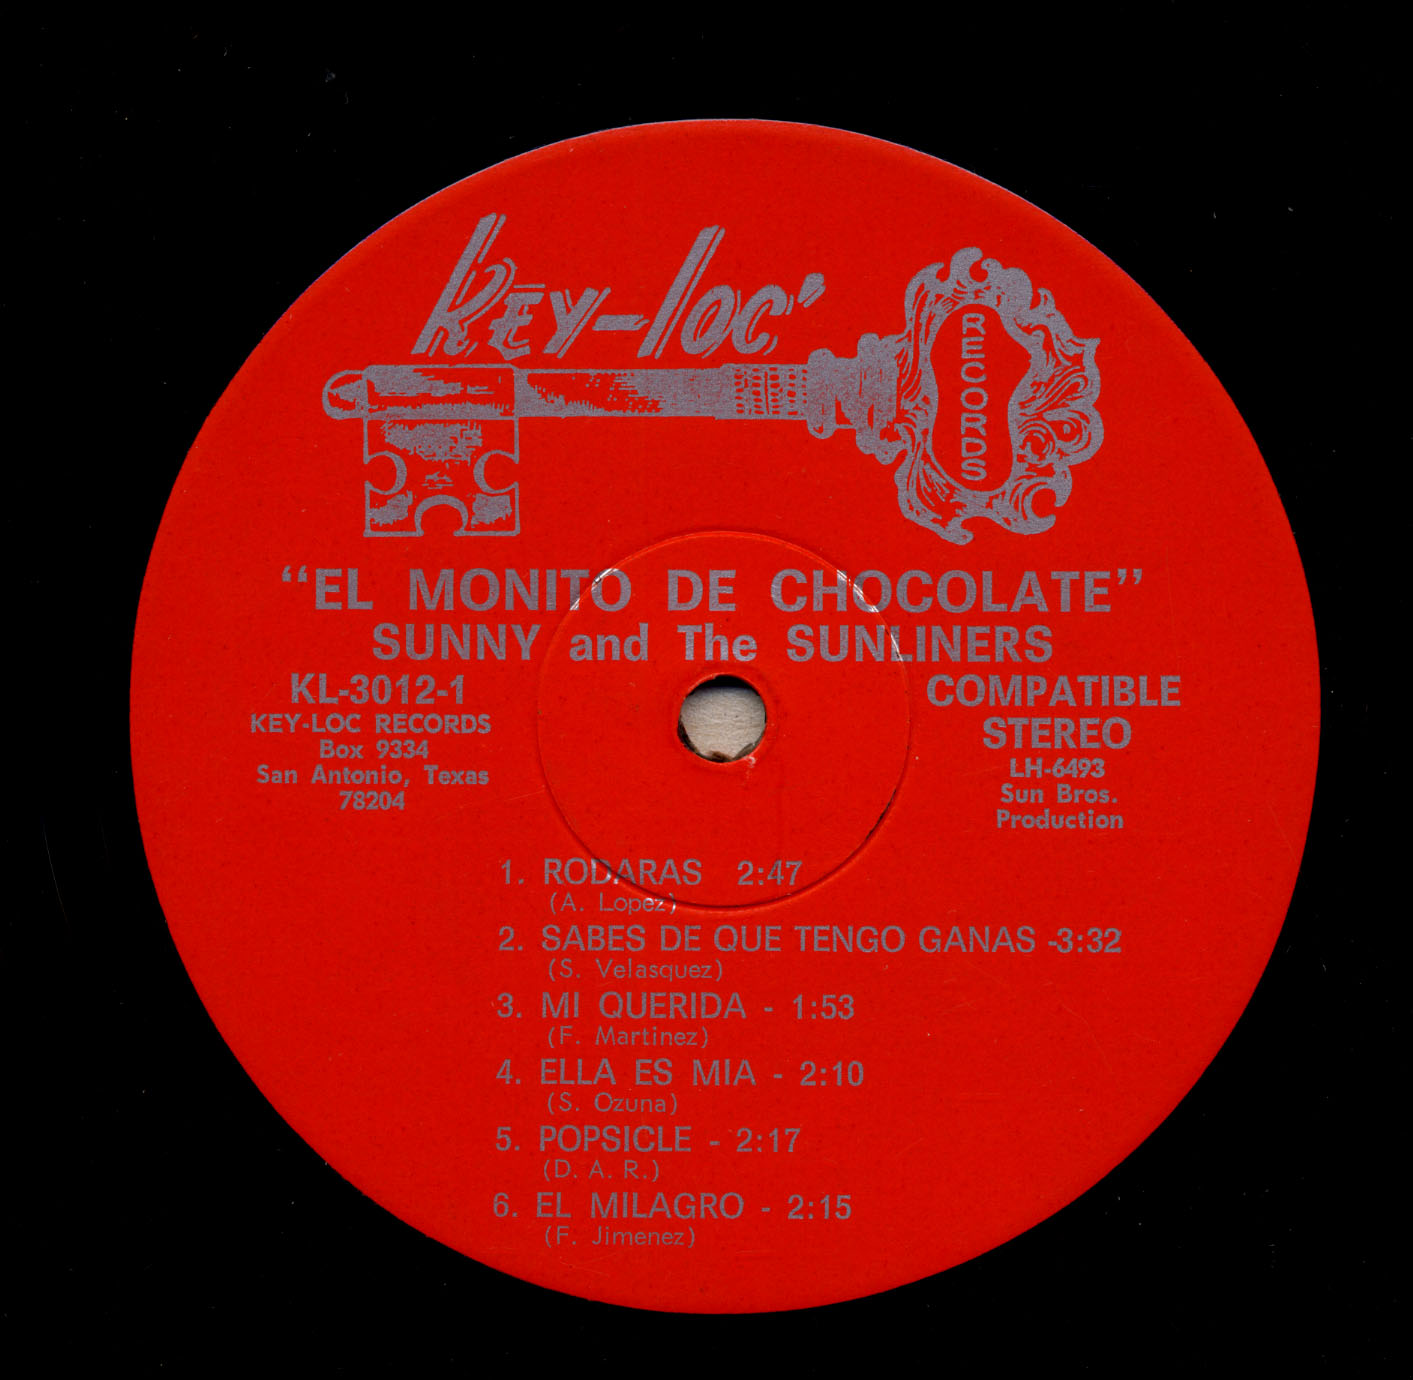 Key-loc'
RECORDS
"EL MONITO DE CHOCOLATE"
SUNNY and The SUNLINERS
KL-3012-1
KEY-LOC RECORDS
Box 9334
San Antonio, Texas
78204
COMPATIBLE
STEREO
LH-6493
Sun Bros.
Production
1. RODARAS 2:47
(A. Lopez)
2. SABES DE QUE TENGO GANAS -3:32
(S. Velasquez)
3. MI QUERIDA - 1:53
(F. Martinez)
4. ELLA ES MIA - 2:10
(S. Ozuna)
5. POPSICLE - 2:17
(D. A. R.)
6. EL MILAGRO - 2:15
(F. Jimenez)